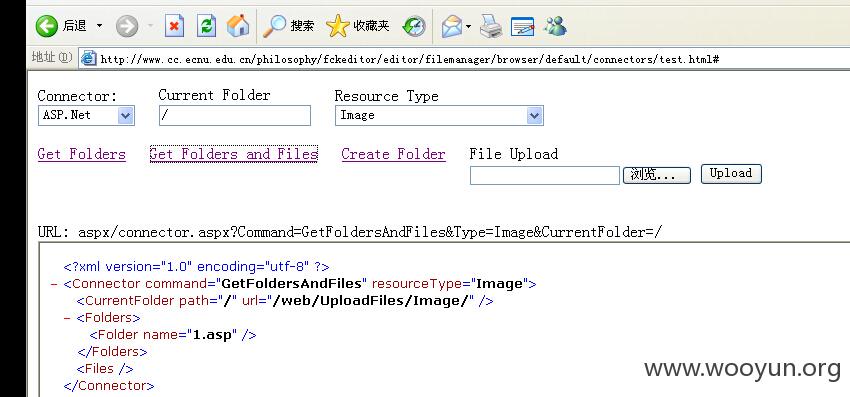 后退 搜索 收藏夹
地址(D) http://www.cc.ecnu.edu.cn/philosophy/fckeditor/editor/filemanager/browser/default/connectors/test.html#
Connector: Current Folder Resource Type
ASP.Net / Image
Get Folders Get Folders and Files Create Folder File Upload
浏览... Upload
URL: aspx/connector.aspx?Command=GetFoldersAndFiles&Type=Image&CurrentFolder=/
<?xml version="1.0" encoding="utf-8" ?>
– <Connector command="GetFoldersAndFiles" resourceType="Image">
<CurrentFolder path="/" url="/web/UploadFiles/Image/" />
– <Folders>
<Folder name="1.asp" />
</Folders>
<Files />
</Connector>
www.wooyun.org